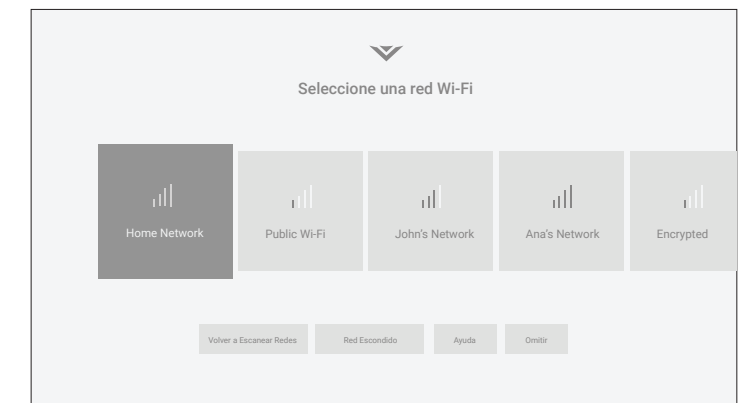 Seleccione una red Wi-Fi
Home Network
Public Wi-Fi
John's Network
Ana's Network
Encrypted
Volver a Escanear Redes
Red Escondido
Ayuda
Omitir